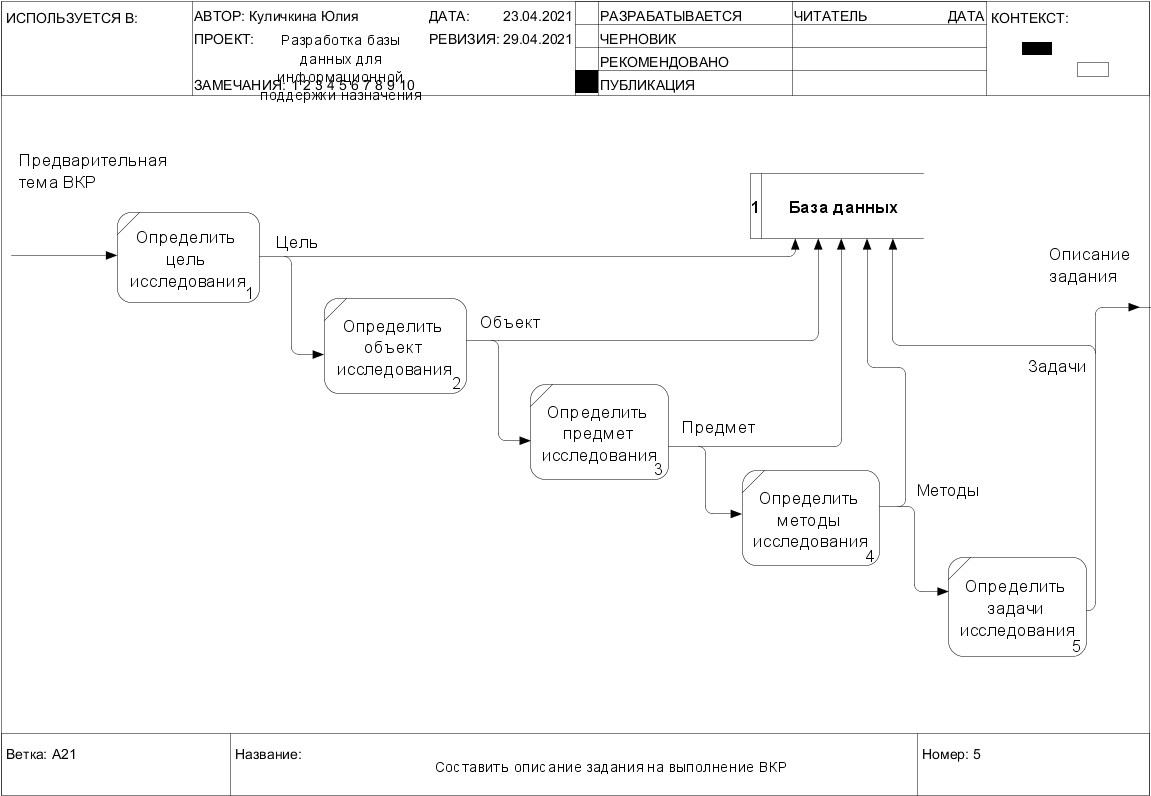 ИСПОЛЬЗУЕТСЯ В:
АВТОР: Куличкина Юлия
ДАТА: 23.04.2021
ПРОЕКТ: Разработка базы
данных для
информационной
поддержки назначения
РЕВИЗИЯ: 29.04.2021
ЗАМЕЧАНИЯ: 1 2 3 4 5 6 7 8 9 10
РАЗРАБАТЫВАЕТСЯ
ЧЕРНОВИК
РЕКОМЕНДОВАНО
ПУБЛИКАЦИЯ
ЧИТАТЕЛЬ ДАТА
КОНТЕКСТ:
Предварительная
тема ВКР
Определить
цель
исследования
1
Цель
1
База данных
Описание
задания
Определить
объект
исследования
2
Объект
Задачи
Определить
предмет
исследования
3
Предмет
Определить
методы
исследования
4
Методы
Определить
задачи
исследования
5
Ветка: A21
Название:
Составить описание задания на выполнение ВКР
Номер: 5